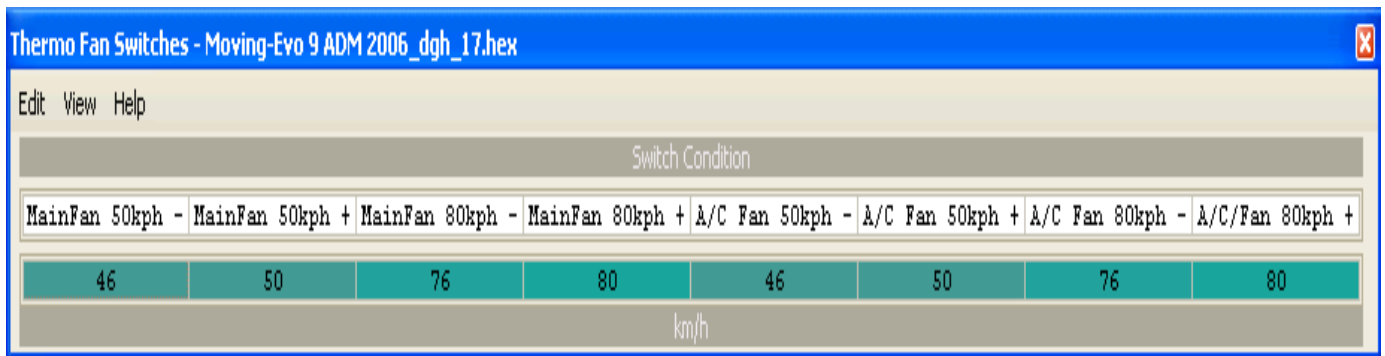 Thermo Fan Switches - Moving-Evo 9 ADM 2006_dgh_17.hex
Edit View Help
Switch Condition
MainFan 50kph - MainFan 50kph + MainFan 80kph - MainFan 80kph + A/C Fan 50kph - A/C Fan 50kph + A/C Fan 80kph - A/C/Fan 80kph +
46 50 76 80 46 50 76 80
km/h